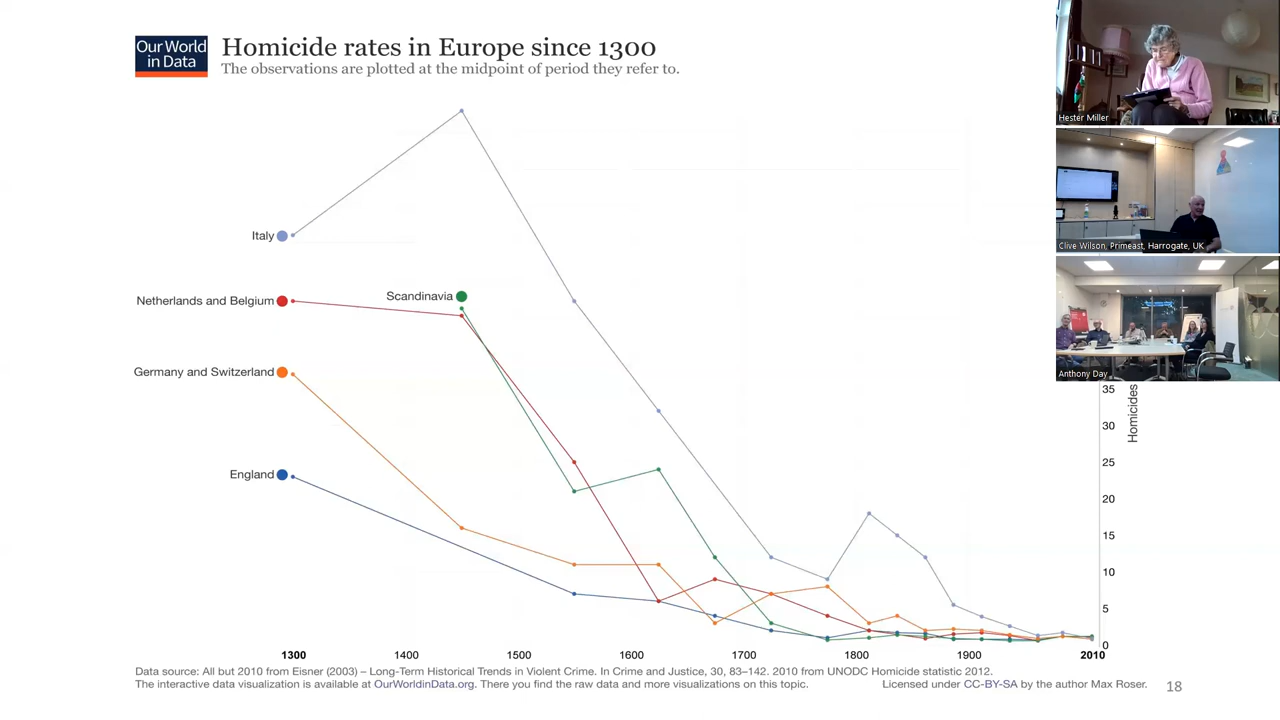 Our World
in Data
Homicide rates in Europe since 1300
The observations are plotted at the midpoint of period they refer to.
Hester Miller
Clive Wilson, Primeast, Harrogate, UK
Anthony Day
Italy
Netherlands and Belgium
Scandinavia
Germany and Switzerland
England
Homicides
35
30
25
20
15
10
5
0
1300
1400
1500
1600
1700
1800
1900
2010
Data source: All but 2010 from Eisner (2003) – Long-Term Historical Trends in Violent Crime. In Crime and Justice, 30, 83–142. 2010 from UNODC Homicide statistic 2012.
The interactive data visualization is available at OurWorldinData.org. There you find the raw data and more visualizations on this topic.
Licensed under CC-BY-SA by the author Max Roser.
18